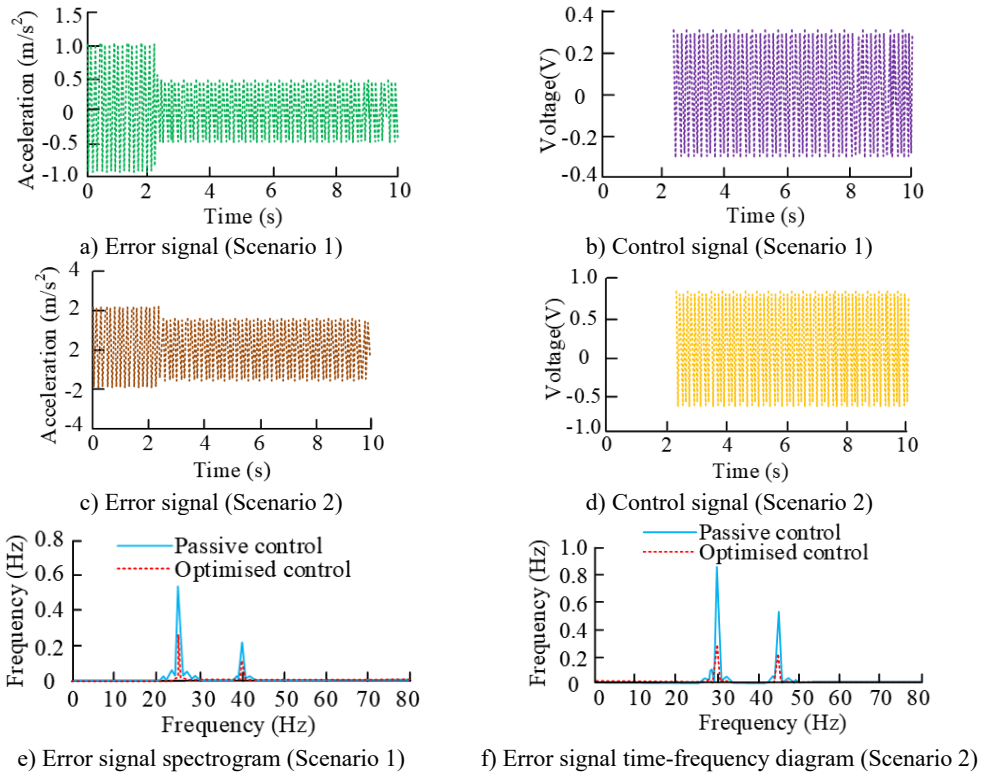 1.5
1.0
0.5
0
-0.5
-1.0
Acceleration (m/s²)
0 2 4 6 8 10
Time (s)
a) Error signal (Scenario 1)
0.4
0.2
0
-0.2
-0.4
Voltage(V)
0 2 4 6 8 10
Time (s)
b) Control signal (Scenario 1)
4
2
2
-2
-4
Acceleration (m/s²)
0 2 4 6 8 10
Time (s)
c) Error signal (Scenario 2)
1.0
0.5
0
-0.5
-1.0
Voltage(V)
0 2 4 6 8 10
Time (s)
d) Control signal (Scenario 2)
0.8
0.6
0.4
0.2
0
Frequency (Hz)
Passive control
Optimised control
0 10 20 30 40 50 60 70 80
Frequency (Hz)
e) Error signal spectrogram (Scenario 1)
1.0
0.8
0.6
0.4
0.2
0
Frequency (Hz)
Passive control
Optimised control
0 10 20 30 40 50 60 70 80
Frequency (Hz)
f) Error signal time-frequency diagram (Scenario 2)